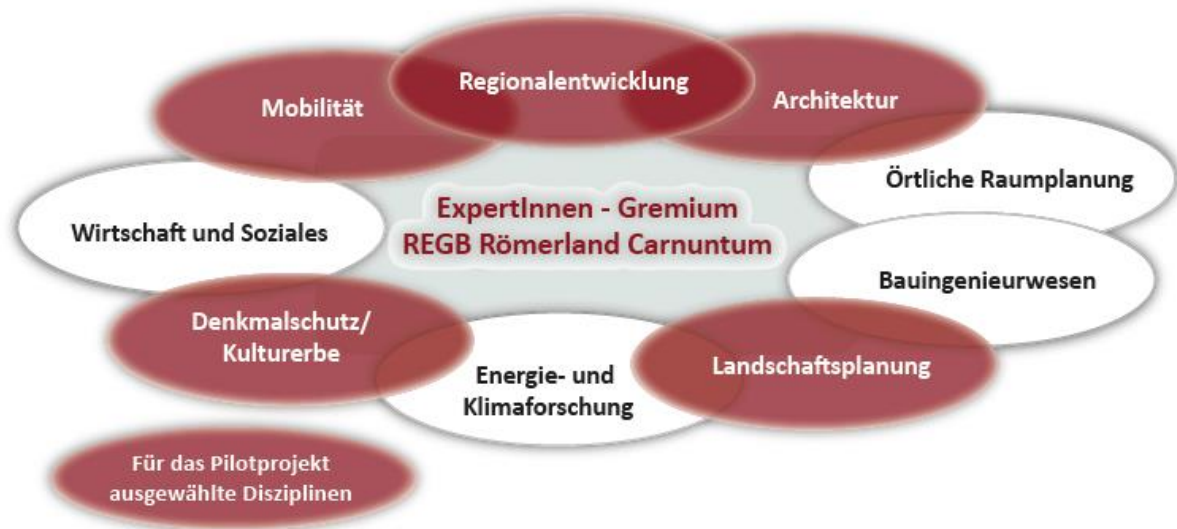 Regionalentwicklung
Mobilität
Architektur
Örtliche Raumplanung
Wirtschaft und Soziales
ExpertInnen - Gremium
REGB Römerland Carnuntum
Bauingenieurwesen
Denkmalschutz/
Kulturerbe
Energie- und
Klimaforschung
Landschaftsplanung
Für das Pilotprojekt
ausgewählte Disziplinen